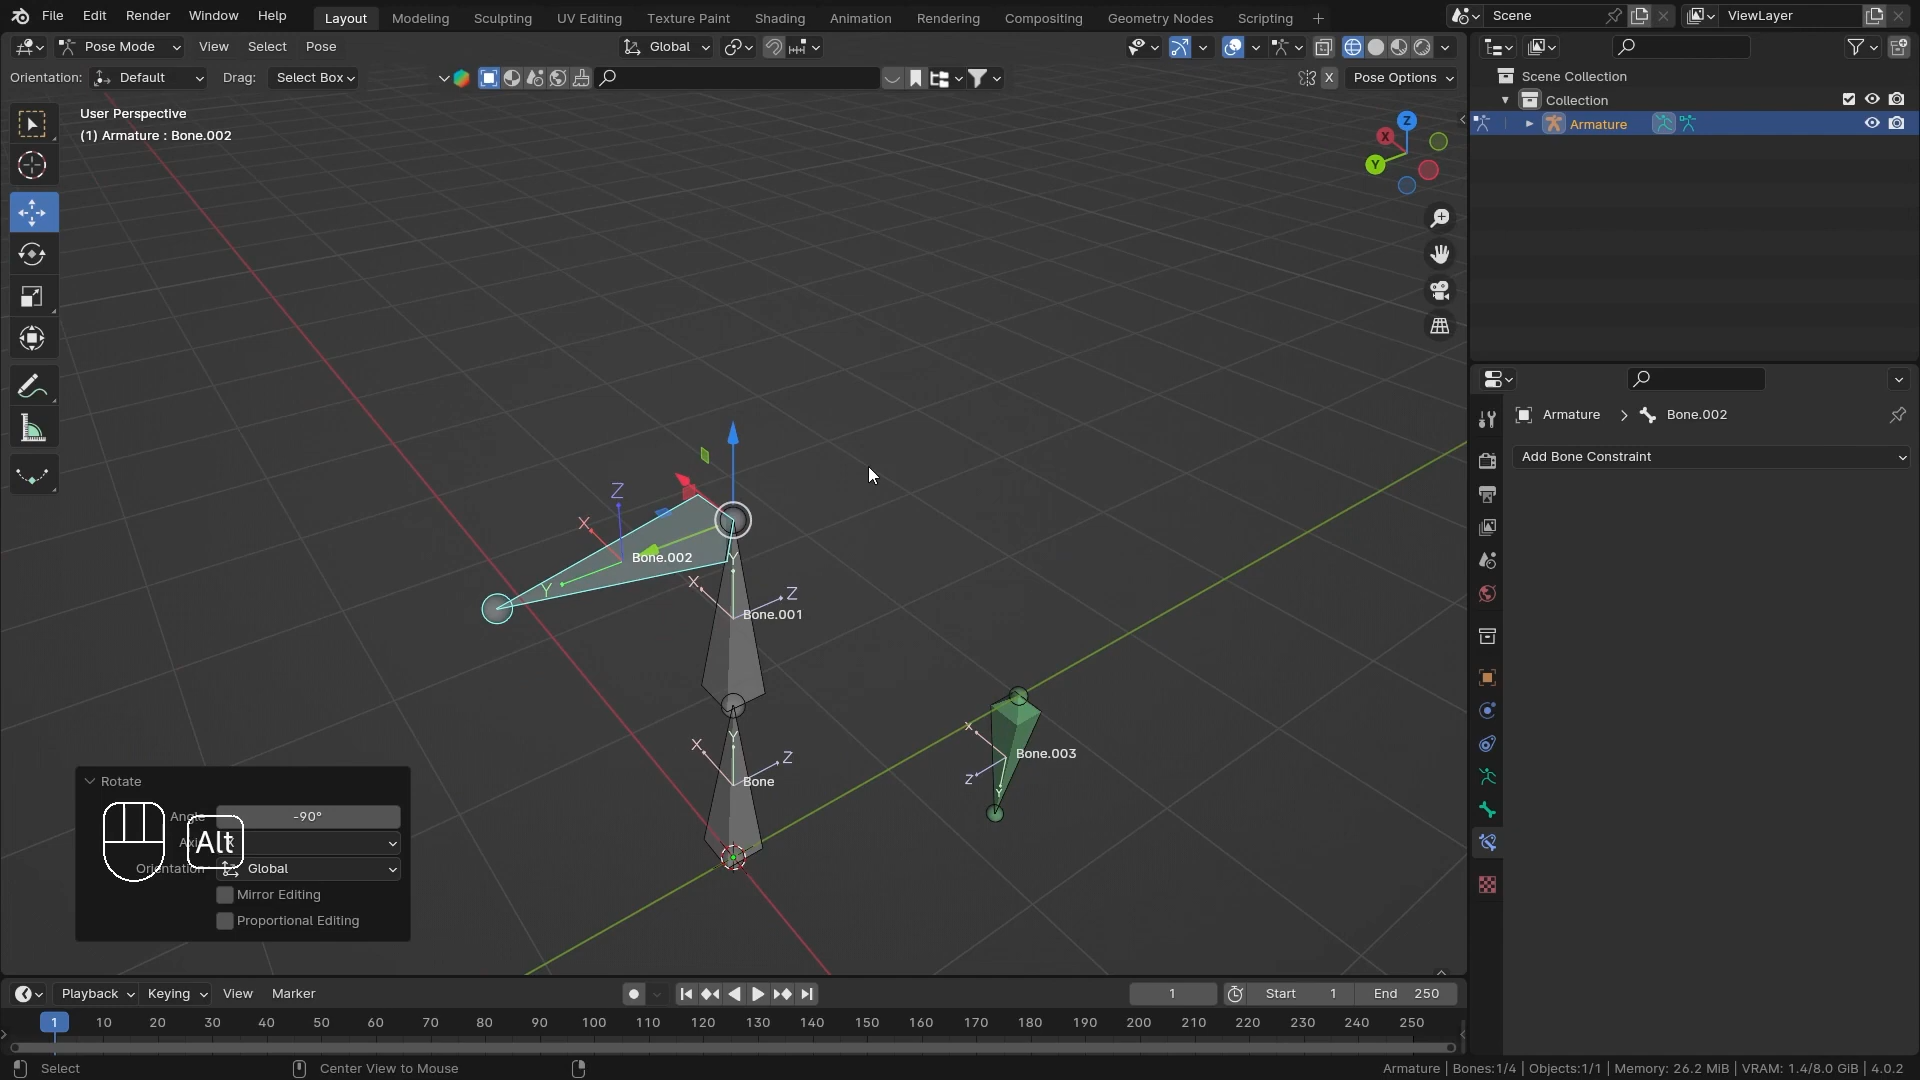 File Edit Render Window Help Layout Modeling Sculpting UV Editing Texture Paint Shading Animation Rendering Compositing Geometry Nodes Scripting + Scene ViewLayer
Pose Mode View Select Pose Global
Orientation: Default Drag: Select Box X Pose Options
User Perspective
(1) Armature : Bone.002
Z
X
Y
Scene Collection
Collection
Armature
Armature > Bone.002
Add Bone Constraint
Z
X
Bone.002
Y
Y
X Z
Bone.001
X
Bone.003
Z
Y
Y
X Z
Bone
Rotate
Angle -90°
Alt
Orientation Global
Mirror Editing
Proportional Editing
Playback Keying View Marker 1 Start 1 End 250
1 10 20 30 40 50 60 70 80 90 100 110 120 130 140 150 160 170 180 190 200 210 220 230 240 250
Select Center View to Mouse Armature | Bones:1/4 | Objects:1/1 | Memory: 26.2 MiB | VRAM: 1.4/8.0 GiB | 4.0.2